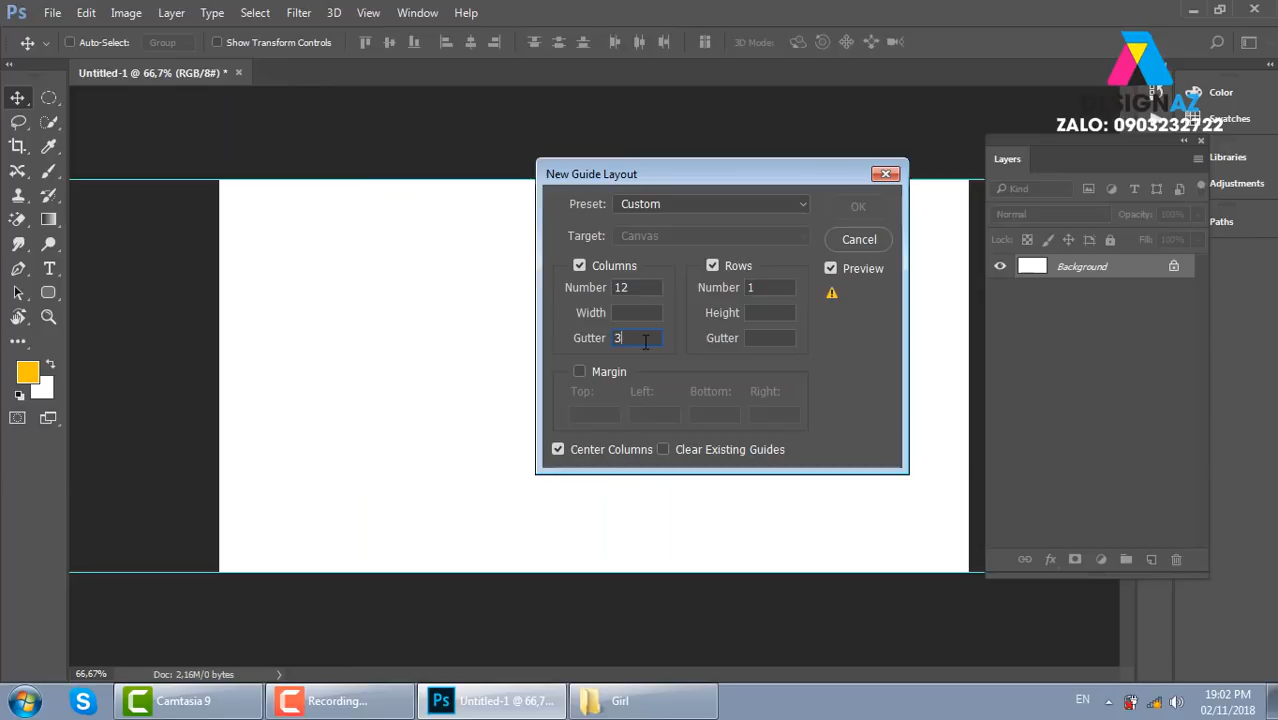 Ps File Edit Image Layer Type Select Filter 3D View Window Help
Auto-Select: Group Show Transform Controls 3D Mode:
Untitled-1 @ 66,7% (RGB/8#) * ×
DESIGNAZ
ZALO: 0903232722
Color
Swatches
Libraries
Adjustments
Paths
Layers
Kind
Normal Opacity: 100%
Lock: Fill: 100%
Background
New Guide Layout
Preset: Custom OK
Target: Canvas Cancel
Columns Rows Preview
Number 12 Number 1
Width Height
Gutter 3 Gutter
Margin
Top: Left: Bottom: Right:
Center Columns Clear Existing Guides
66,67% Doc: 2,16M/0 bytes
Camtasia 9 Recording... Ps Untitled-1 @ 66,7... Girl EN
19:02 PM
02/11/2018